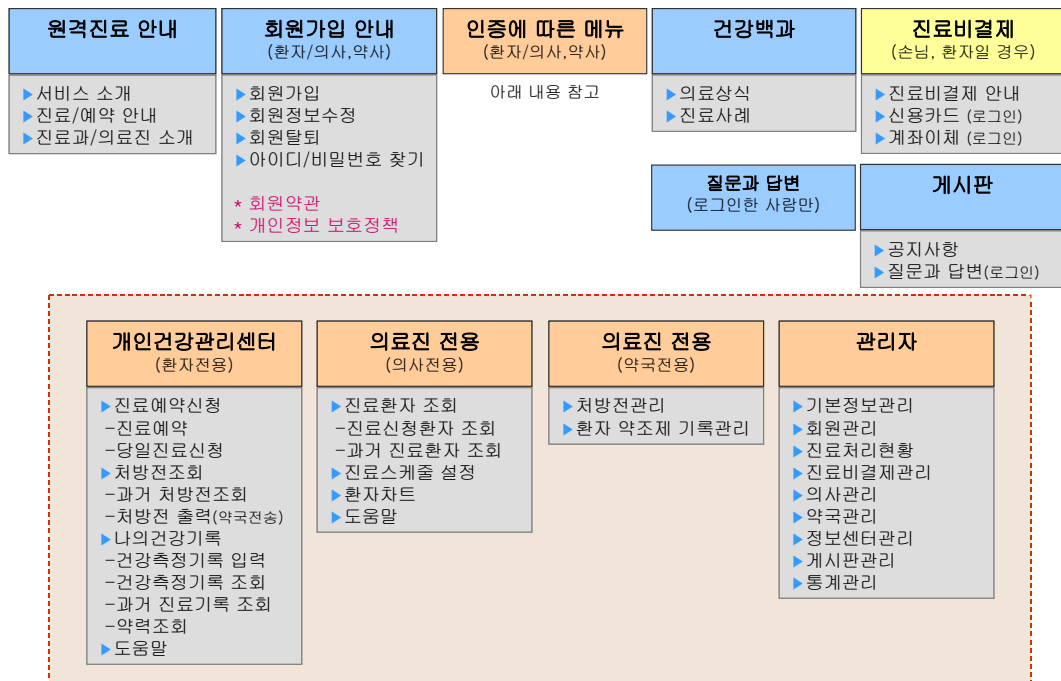 원격진료 안내
▶서비스 소개
▶진료/예약 안내
▶진료과/의료진 소개
회원가입 안내
(환자/의사,약사)
▶회원가입
▶회원정보수정
▶회원탈퇴
▶아이디/비밀번호 찾기
* 회원약관
* 개인정보 보호정책
인증에 따른 메뉴
(환자/의사,약사)
아래 내용 참고
건강백과
▶의료상식
▶진료사례
진료비결제
(손님, 환자일 경우)
▶진료비결제 안내
▶신용카드 (로그인)
▶계좌이체 (로그인)
질문과 답변
(로그인한 사람만)
게시판
▶공지사항
▶질문과 답변(로그인)
개인건강관리센터
(환자전용)
▶진료예약신청
-진료예약
-당일진료신청
▶처방전조회
-과거 처방전조회
-처방전 출력(약국전송)
▶나의건강기록
-건강측정기록 입력
-건강측정기록 조회
-과거 진료기록 조회
-약력조회
▶도움말
의료진 전용
(의사전용)
▶진료환자 조회
-진료신청환자 조회
-과거 진료환자 조회
▶진료스케줄 설정
▶환자차트
▶도움말
의료진 전용
(약국전용)
▶처방전관리
▶환자 약조제 기록관리
관리자
▶기본정보관리
▶회원관리
▶진료처리현황
▶진료비결제관리
▶의사관리
▶약국관리
▶정보센터관리
▶게시판관리
▶통계관리